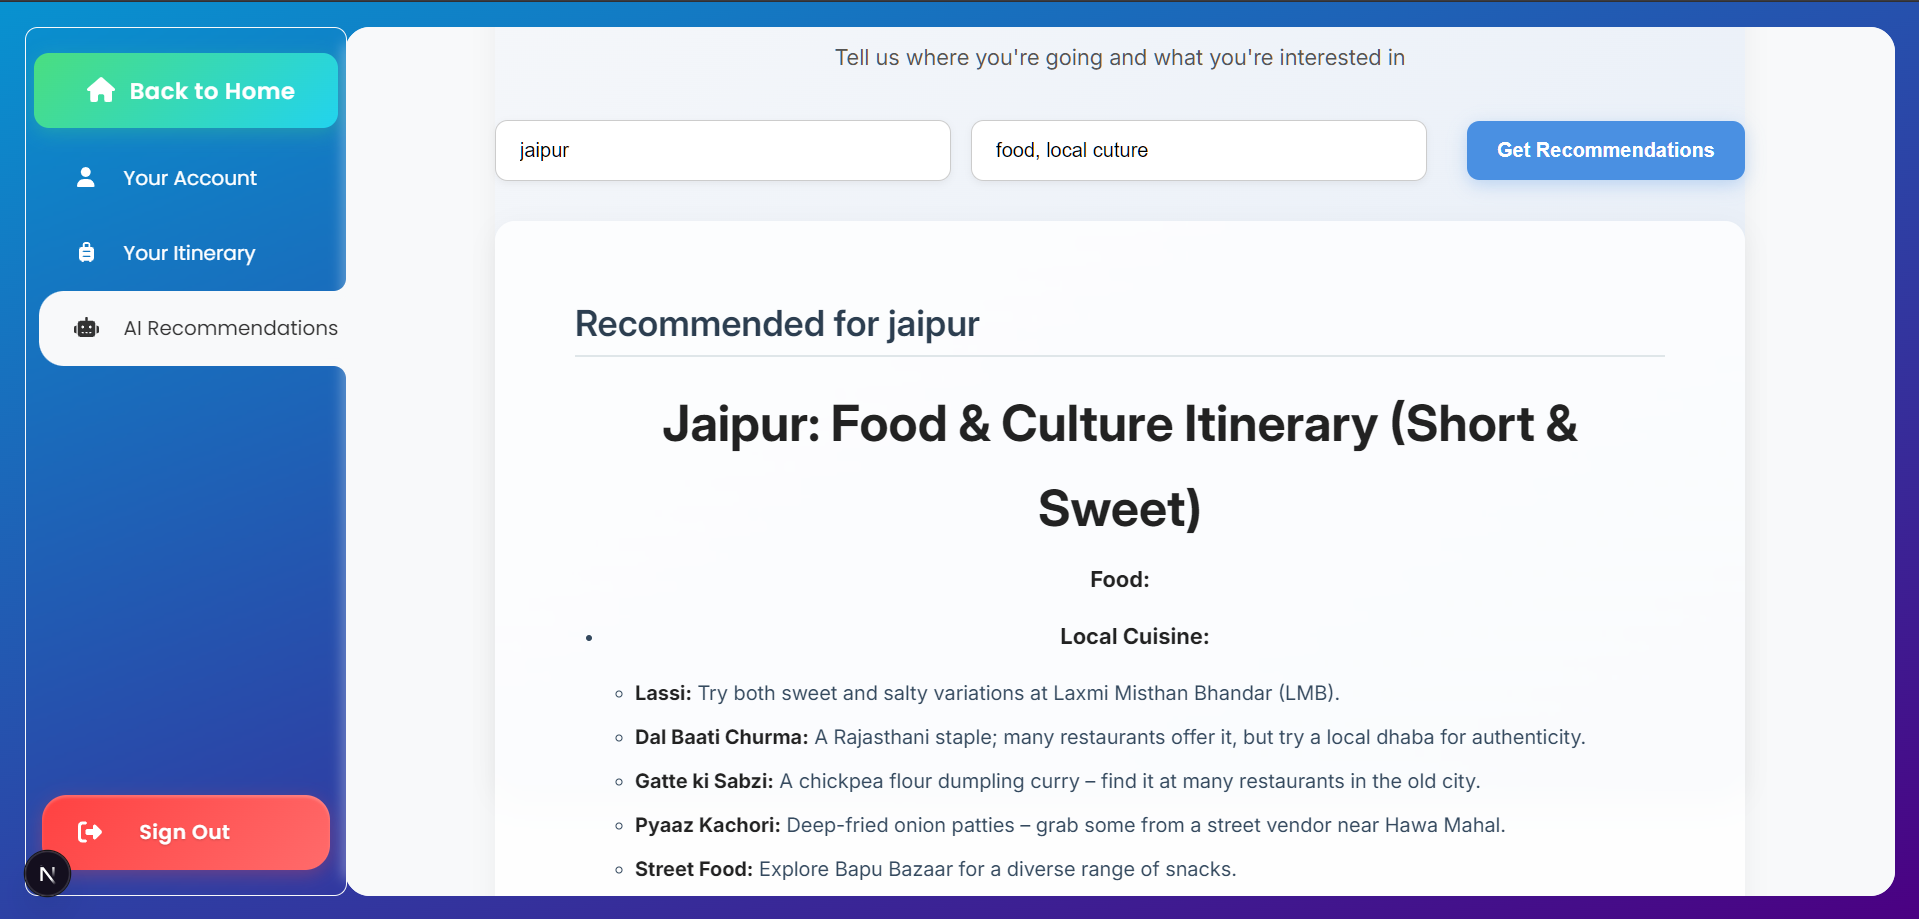 Back to Home
Your Account
Your Itinerary
AI Recommendations
Sign Out
N
Tell us where you're going and what you're interested in
jaipur
food, local cuture
Get Recommendations
Recommended for jaipur
Jaipur: Food & Culture Itinerary (Short &
Sweet)
Food:
• Local Cuisine:
◦ Lassi: Try both sweet and salty variations at Laxmi Misthan Bhandar (LMB).
◦ Dal Baati Churma: A Rajasthani staple; many restaurants offer it, but try a local dhaba for authenticity.
◦ Gatte ki Sabzi: A chickpea flour dumpling curry – find it at many restaurants in the old city.
◦ Pyaaz Kachori: Deep-fried onion patties – grab some from a street vendor near Hawa Mahal.
◦ Street Food: Explore Bapu Bazaar for a diverse range of snacks.